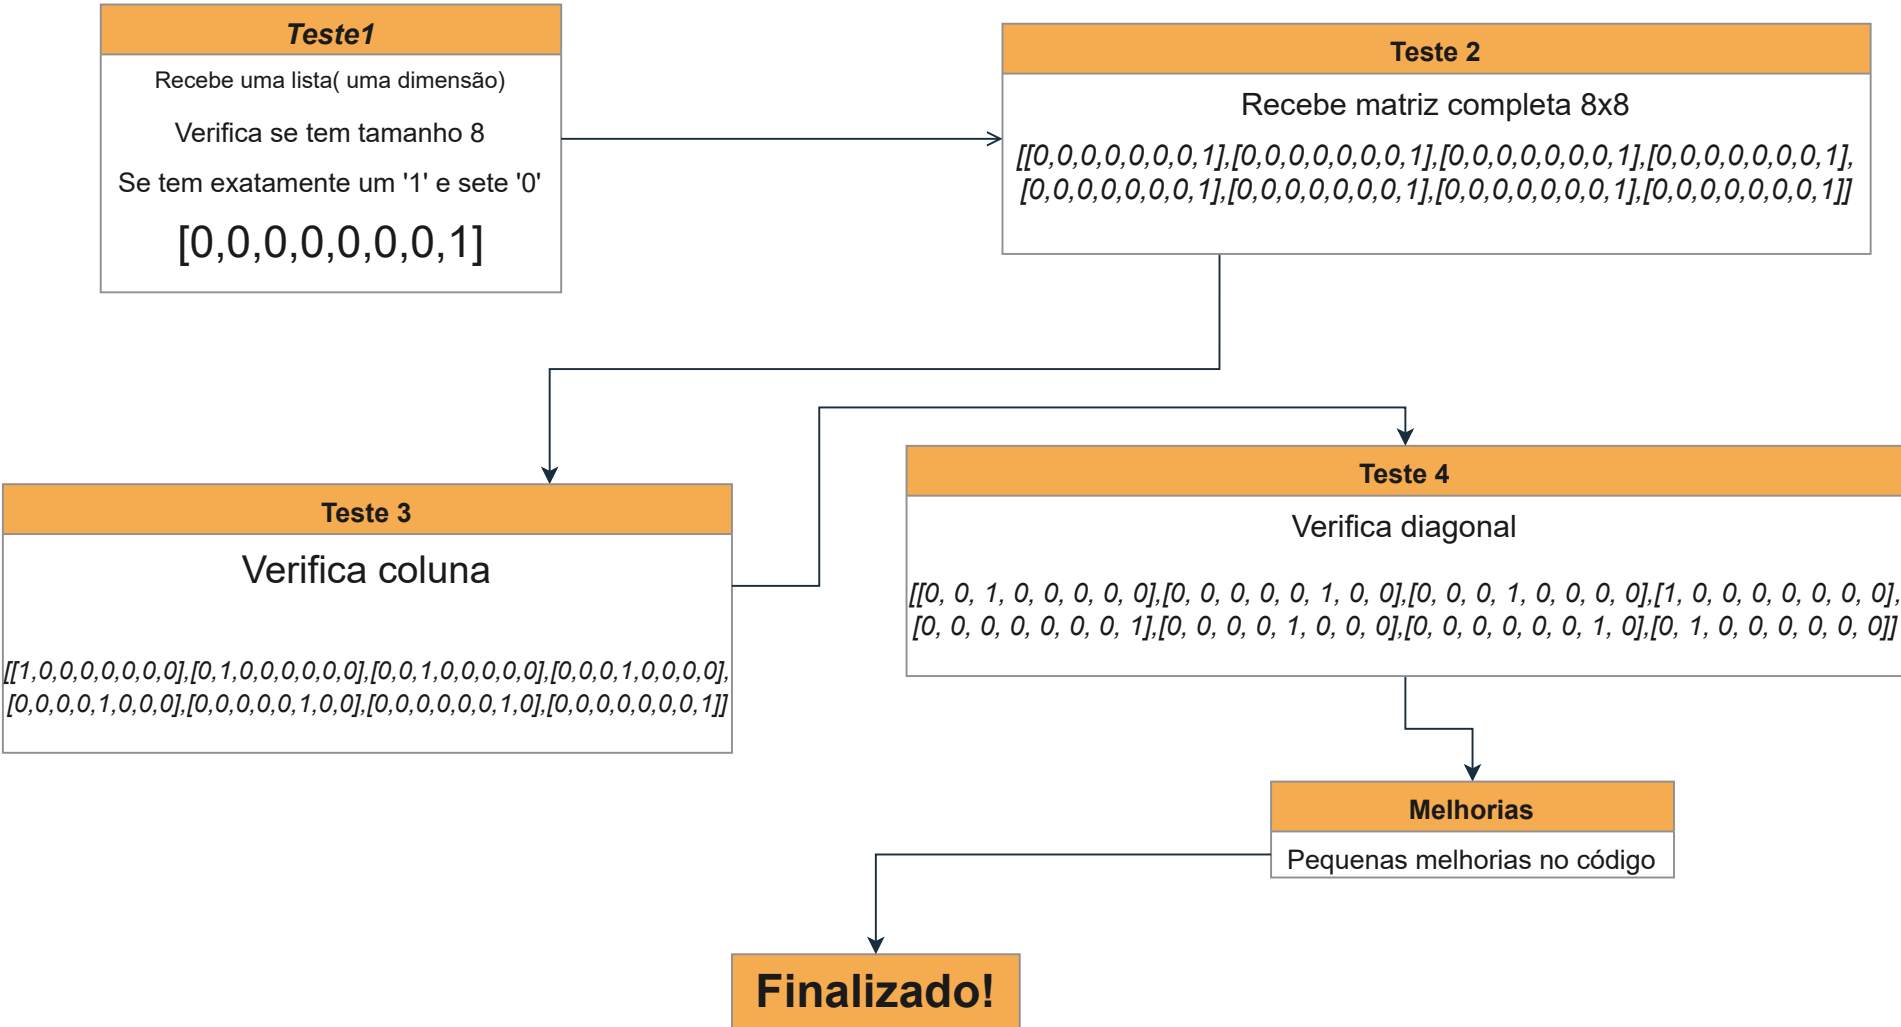 Teste1
Recebe uma lista( uma dimensão)
Verifica se tem tamanho 8
Se tem exatamente um '1' e sete '0'
[0,0,0,0,0,0,0,1]
Teste 2
Recebe matriz completa 8x8
[[0,0,0,0,0,0,0,1],[0,0,0,0,0,0,0,1],[0,0,0,0,0,0,0,1],[0,0,0,0,0,0,0,1],
[0,0,0,0,0,0,0,1],[0,0,0,0,0,0,0,1],[0,0,0,0,0,0,0,1],[0,0,0,0,0,0,0,1]]
Teste 3
Verifica coluna
[[1,0,0,0,0,0,0,0],[0,1,0,0,0,0,0,0],[0,0,1,0,0,0,0,0],[0,0,0,1,0,0,0,0],
[0,0,0,0,1,0,0,0],[0,0,0,0,0,1,0,0],[0,0,0,0,0,0,1,0],[0,0,0,0,0,0,0,1]]
Teste 4
Verifica diagonal
[[0, 0, 1, 0, 0, 0, 0, 0],[0, 0, 0, 0, 0, 1, 0, 0],[0, 0, 0, 1, 0, 0, 0, 0],[1, 0, 0, 0, 0, 0, 0, 0],
[0, 0, 0, 0, 0, 0, 0, 1],[0, 0, 0, 0, 1, 0, 0, 0],[0, 0, 0, 0, 0, 0, 1, 0],[0, 1, 0, 0, 0, 0, 0, 0]]
Melhorias
Pequenas melhorias no código
Finalizado!